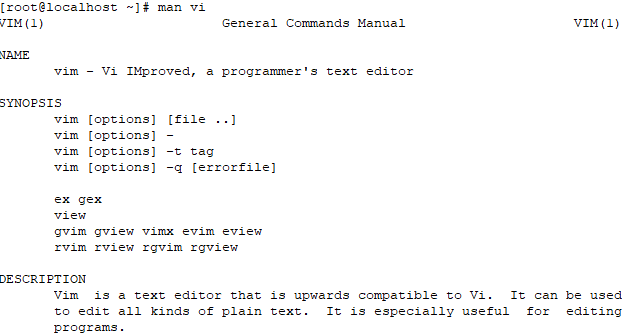 [root@localhost ~]# man vi
VIM(1) General Commands Manual VIM(1)
NAME
vim - Vi IMproved, a programmer's text editor
SYNOPSIS
vim [options] [file ..]
vim [options] -
vim [options] -t tag
vim [options] -q [errorfile]
ex gex
view
gvim gview vimx evim eview
rvim rview rgvim rgview
DESCRIPTION
Vim is a text editor that is upwards compatible to Vi. It can be used
to edit all kinds of plain text. It is especially useful for editing
programs.